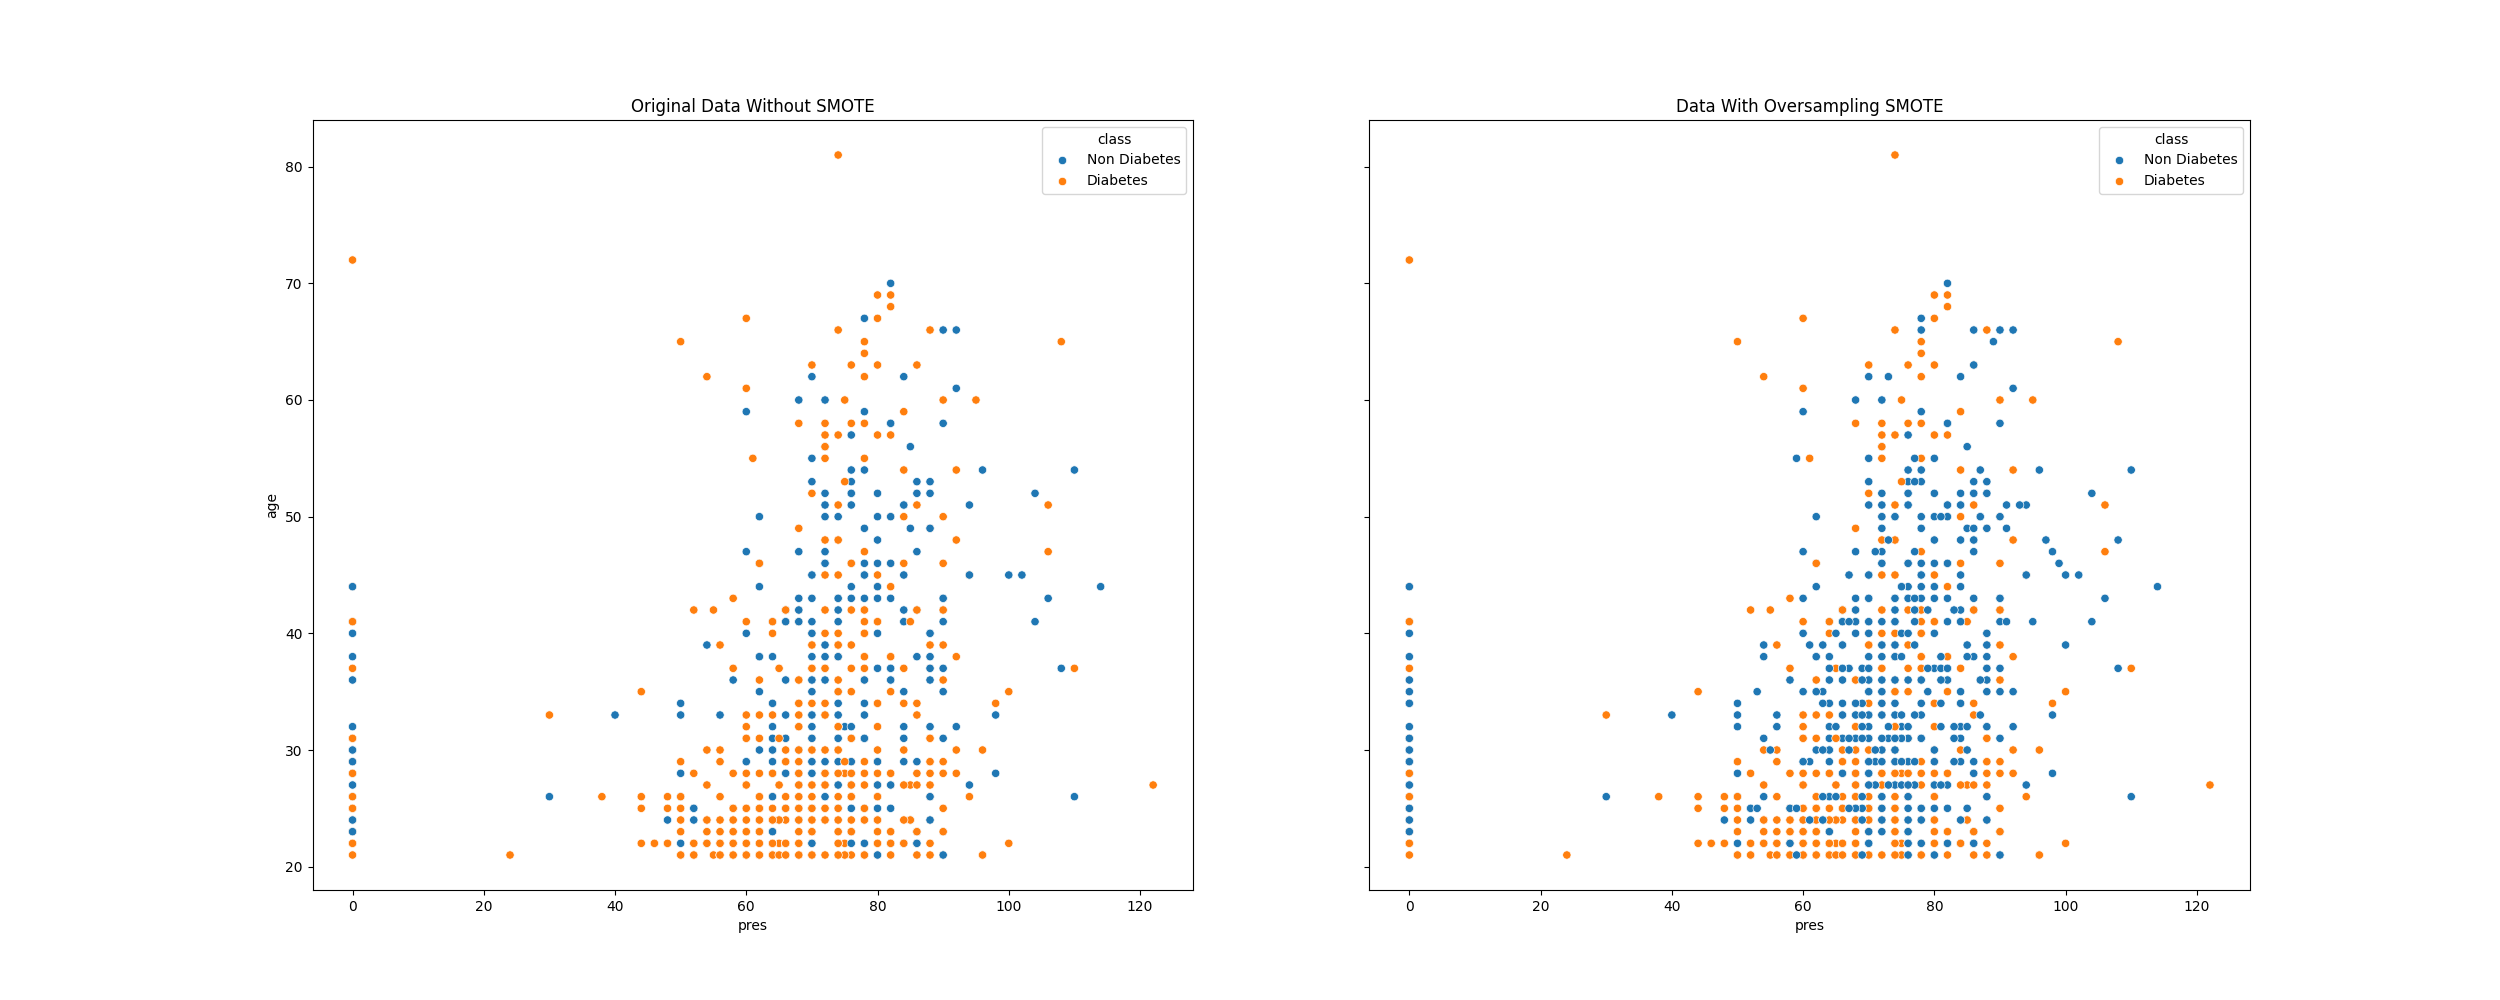 Original Data Without SMOTE
class
Non Diabetes
Diabetes
80
70
60
50
40
30
20
age
0 20 40 60 80 100 120
pres
Data With Oversampling SMOTE
class
Non Diabetes
Diabetes
0 20 40 60 80 100 120
pres